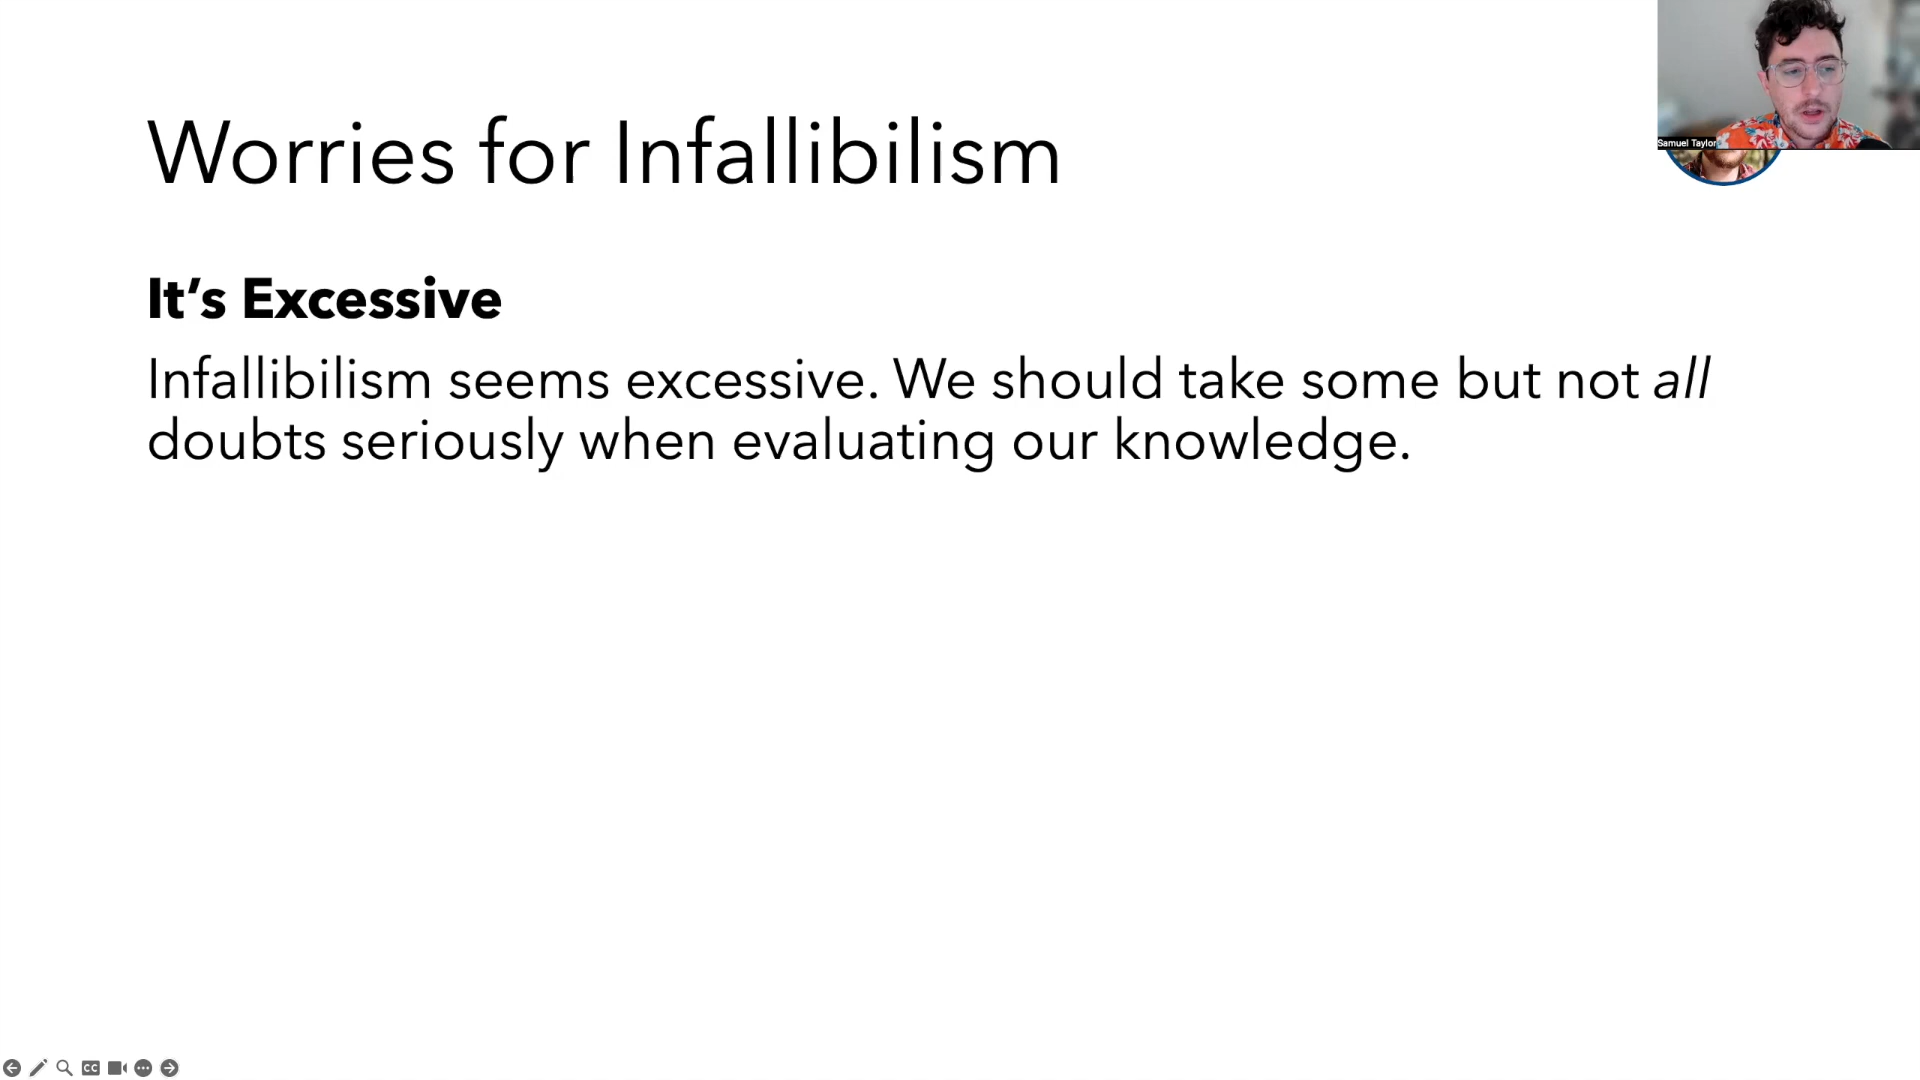 Worries for Infallibilism
Samuel Taylor
It’s Excessive
Infallibilism seems excessive. We should take some but not all
doubts seriously when evaluating our knowledge.
CC